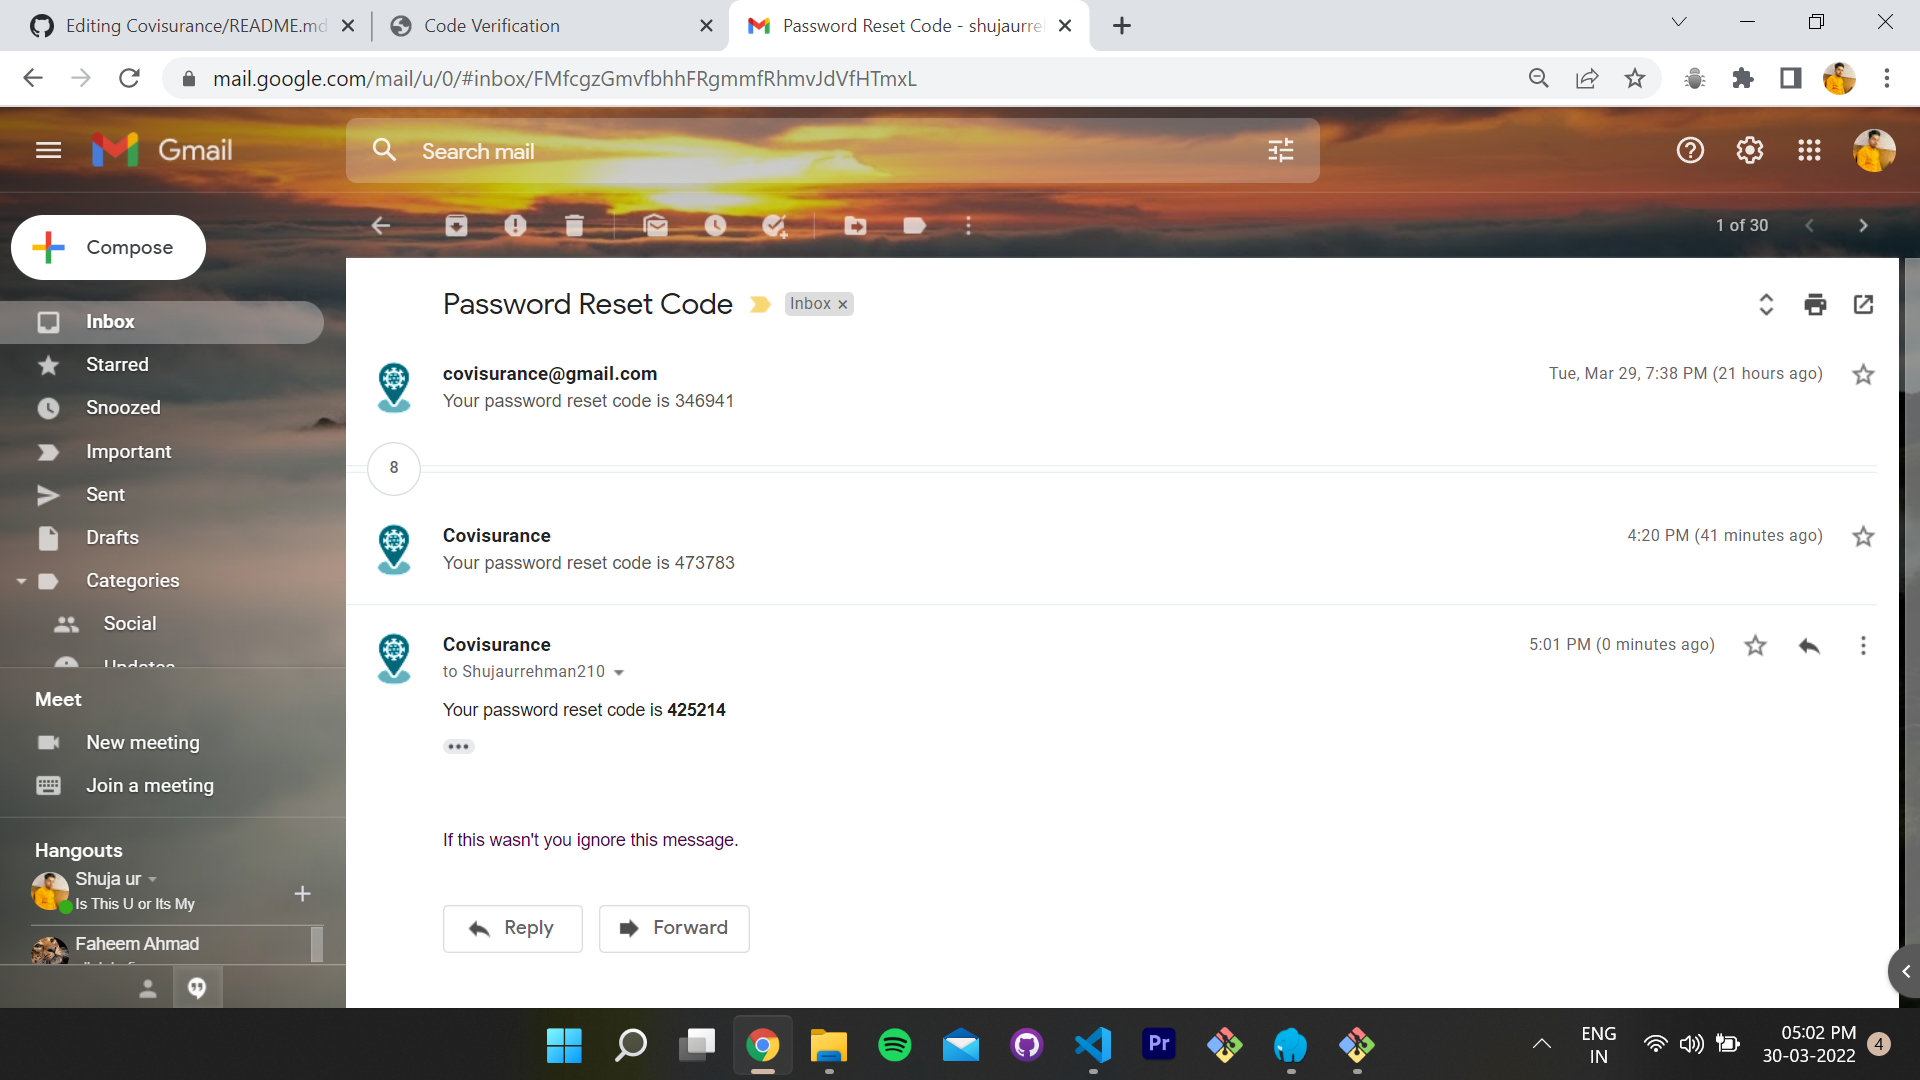 Editing Covisurance/README.md
Code Verification
Password Reset Code - shujaurre
mail.google.com/mail/u/0/#inbox/FMfcgzGmvfbhhFRgmmfRhmvJdVfHTmxL
Gmail
Search mail
1 of 30
Compose
Inbox
Starred
Snoozed
Important
Sent
Drafts
Categories
Social
Updates
Meet
New meeting
Join a meeting
Hangouts
Shuja ur
Is This U or Its My
Faheem Ahmad
Password Reset Code
Inbox ×
covisurance@gmail.com
Tue, Mar 29, 7:38 PM (21 hours ago)
Your password reset code is 346941
8
Covisurance
4:20 PM (41 minutes ago)
Your password reset code is 473783
Covisurance
5:01 PM (0 minutes ago)
to Shujaurrehman210
Your password reset code is 425214
If this wasn't you ignore this message.
Reply
Forward
Pr
ENG
IN
05:02 PM
30-03-2022
4